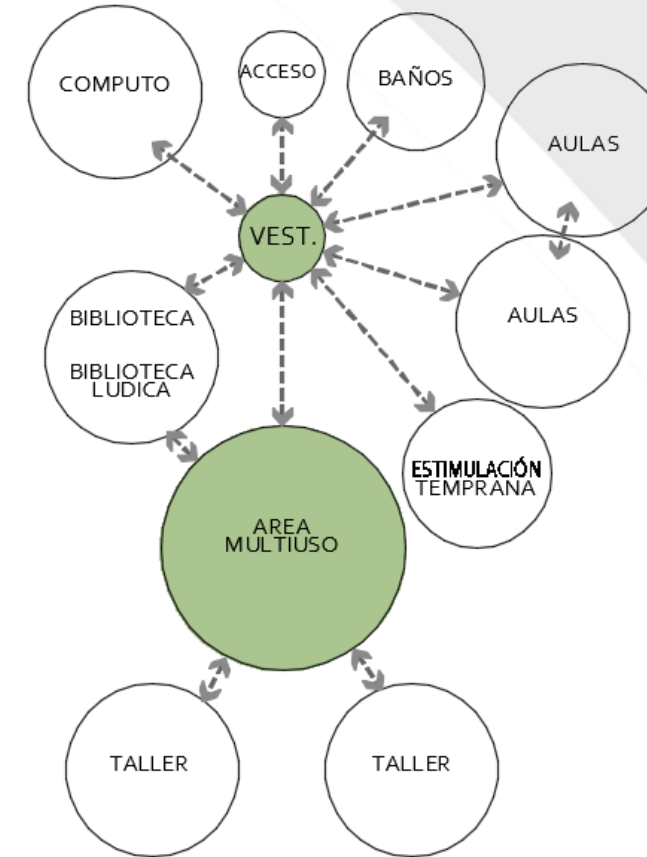 COMPUTO
ACCESO
BAÑOS
AULAS
VEST.
BIBLIOTECA
BIBLIOTECA
LUDICA
AULAS
ESTIMULACIÓN
TEMPRANA
AREA
MULTIUSO
TALLER
TALLER